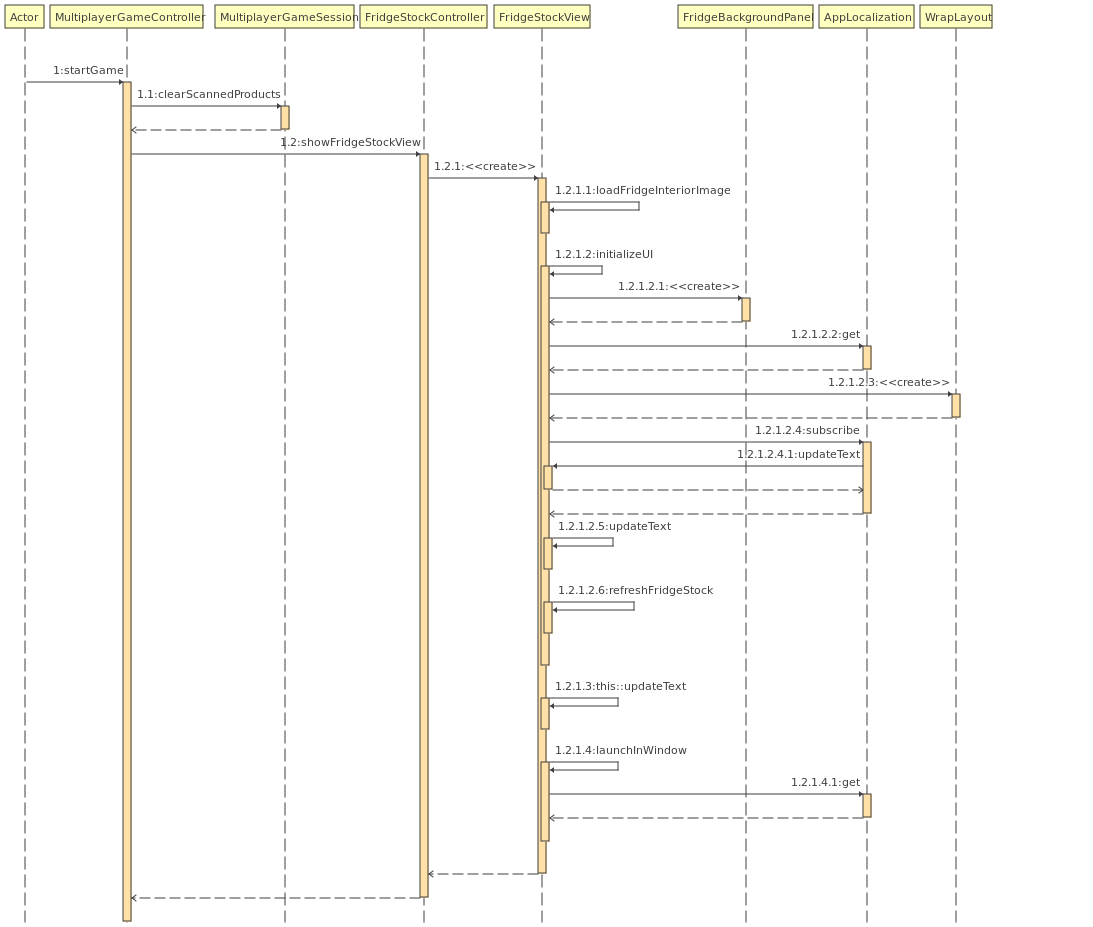 Actor
MultiplayerGameController
MultiplayerGameSession
FridgeStockController
FridgeStockView
FridgeBackgroundPanel
AppLocalization
WrapLayout
1:startGame
1.1:clearScannedProducts
1.2:showFridgeStockView
1.2.1:<<create>>
1.2.1.1:loadFridgeInteriorImage
1.2.1.2:initializeUI
1.2.1.2.1:<<create>>
1.2.1.2.2:get
1.2.1.2.3:<<create>>
1.2.1.2.4:subscribe
1.2.1.2.4.1:updateText
1.2.1.2.5:updateText
1.2.1.2.6:refreshFridgeStock
1.2.1.3:this::updateText
1.2.1.4:launchInWindow
1.2.1.4.1:get